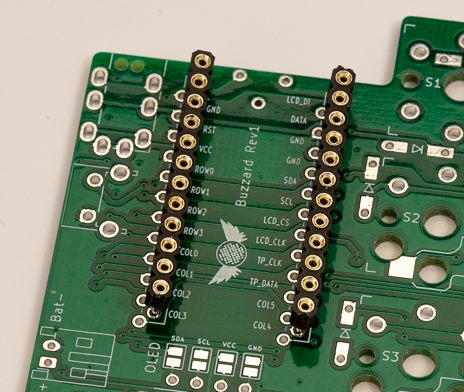 GND
RST
VCC
ROW0
ROW1
ROW2
ROW3
COL0
COL1
COL2
COL3
Buzzard Rev1
DATA
GND
GND
SDA
SCL
LCD_CS
LCD_CLK
TP_CLK
TP_DATA
COL5
COL4
S1
S2
S3
Bat-
OLED
SDA SCL VCC GND